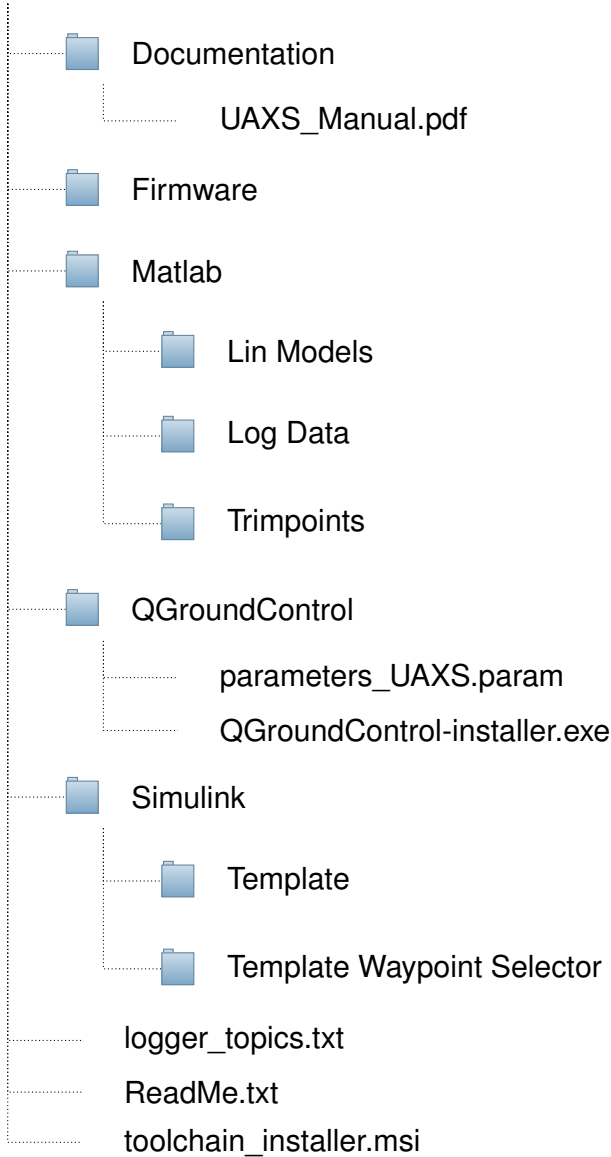 Documentation
UAXS_Manual.pdf
Firmware
Matlab
Lin Models
Log Data
Trimpoints
QGroundControl
parameters_UAXS.param
QGroundControl-installer.exe
Simulink
Template
Template Waypoint Selector
logger_topics.txt
ReadMe.txt
toolchain_installer.msi